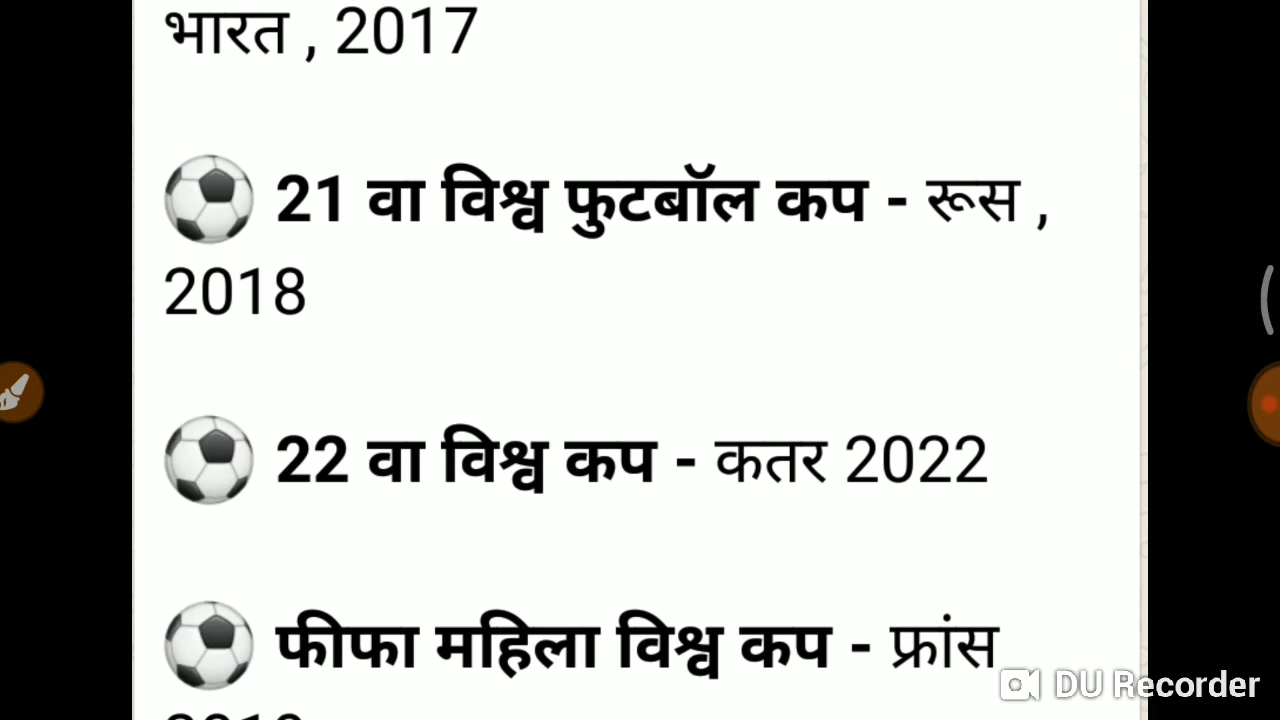 भारत , 2017
21 वा विश्व फुटबॉल कप - रूस ,
2018
22 वा विश्व कप - कतर 2022
फीफा महिला विश्व कप - फ्रांस
DU Recorder